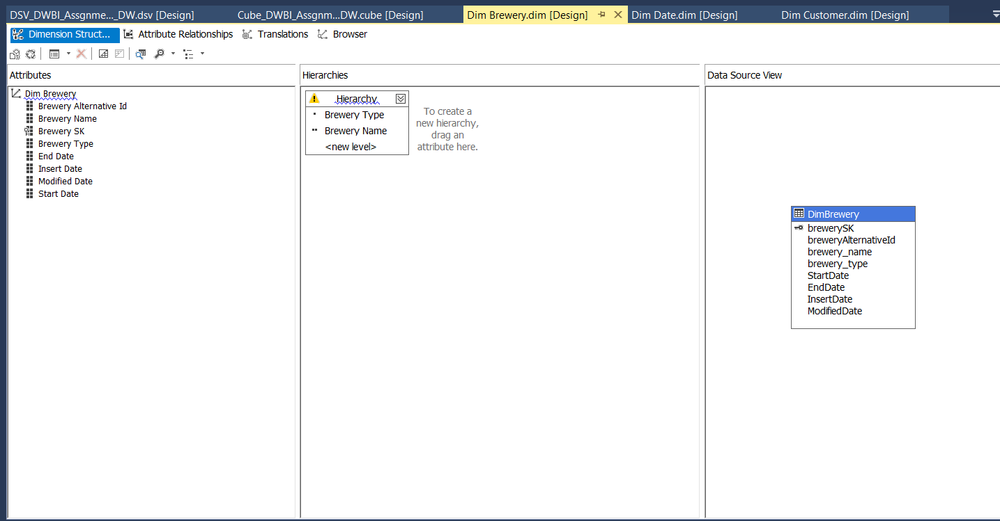 DSV_DWBI_Assgnme..._DW.dsv [Design] Cube_DWBI_Assgnm...DW.cube [Design] Dim Brewery.dim [Design] Dim Date.dim [Design] Dim Customer.dim [Design]
Dimension Struct... Attribute Relationships Translations Browser
Attributes
Dim Brewery
Brewery Alternative Id
Brewery Name
Brewery SK
Brewery Type
End Date
Insert Date
Modified Date
Start Date
Hierarchies
Hierarchy
Brewery Type
Brewery Name
<new level>
To create a
new hierarchy,
drag an
attribute here.
Data Source View
DimBrewery
brewerySK
breweryAlternativeId
brewery_name
brewery_type
StartDate
EndDate
InsertDate
ModifiedDate